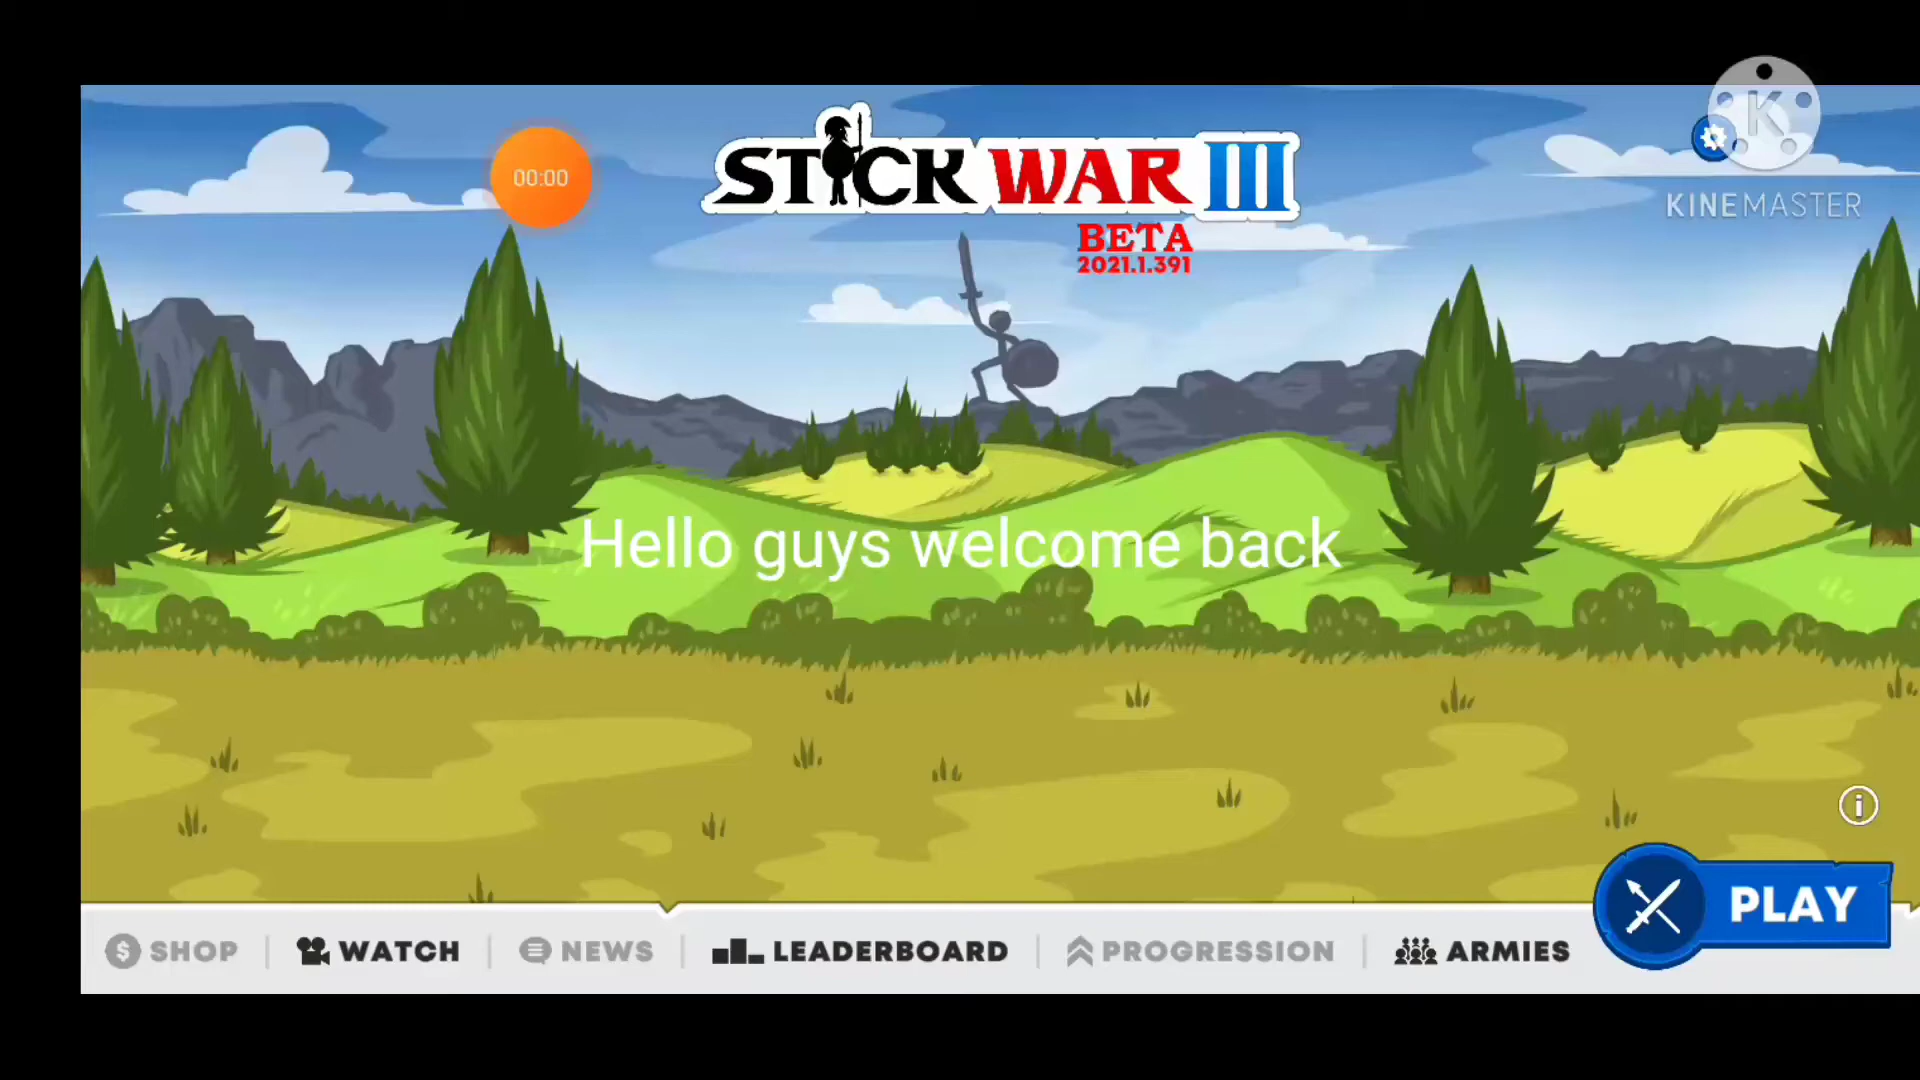 STICK WAR III
BETA
2021.1.391
00:00
K
KINEMASTER
Hello guys welcome back
SHOP
WATCH
NEWS
LEADERBOARD
PROGRESSION
ARMIES
PLAY